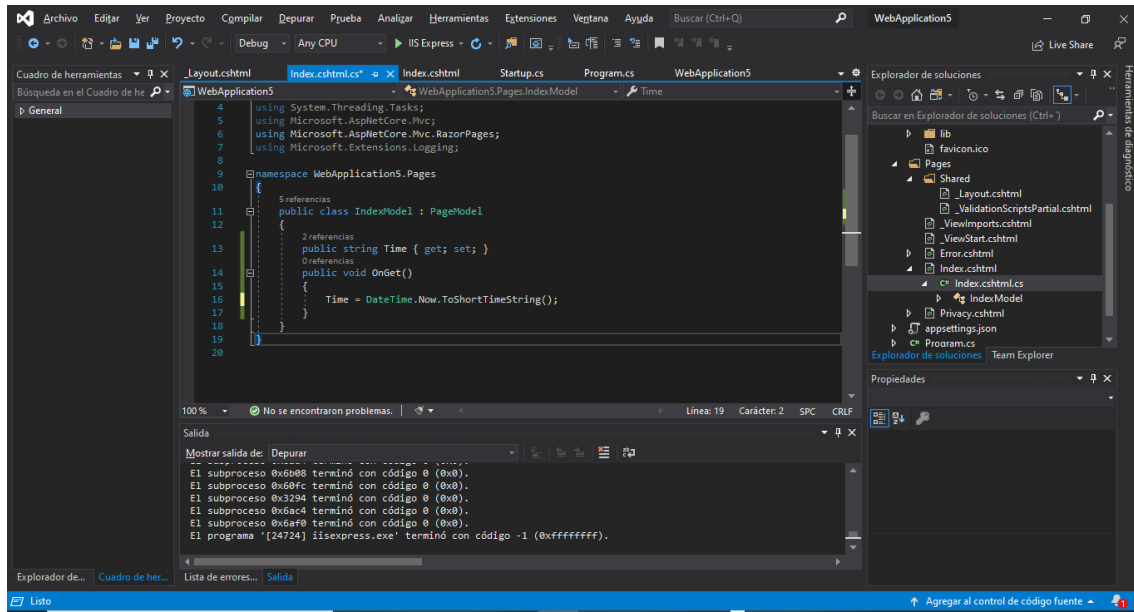 Archivo Editar Ver Proyecto Compilar Depurar Prueba Analizar Herramientas Extensiones Ventana Ayuda Buscar (Ctrl+Q) WebApplication5
Debug Any CPU IIS Express Live Share
Cuadro de herramientas
Búsqueda en el Cuadro de he
General
_Layout.cshtml Index.cshtml.cs* Index.cshtml Startup.cs Program.cs WebApplication5
WebApplication5 WebApplication5.Pages.IndexModel Time
4 using System.Threading.Tasks;
5 using Microsoft.AspNetCore.Mvc;
6 using Microsoft.AspNetCore.Mvc.RazorPages;
7 using Microsoft.Extensions.Logging;
8
9 namespace WebApplication5.Pages
10 {
5 referencias
11 public class IndexModel : PageModel
12 {
2 referencias
13 public string Time { get; set; }
0 referencias
14 public void OnGet()
15 {
16 Time = DateTime.Now.ToShortTimeString();
17 }
18 }
19 }
20
100 % No se encontraron problemas. Línea: 19 Carácter: 2 SPC CRLF
Salida
Mostrar salida de: Depurar
El subproceso 0x6b08 terminó con código 0 (0x0).
El subproceso 0x60fc terminó con código 0 (0x0).
El subproceso 0x3294 terminó con código 0 (0x0).
El subproceso 0x6ac4 terminó con código 0 (0x0).
El subproceso 0x6af0 terminó con código 0 (0x0).
El programa '[24724] iisexpress.exe' terminó con código -1 (0xffffffff).
Explorador de... Cuadro de her...
Lista de errores... Salida
Explorador de soluciones
Buscar en Explorador de soluciones (Ctrl+´)
lib
favicon.ico
Pages
Shared
_Layout.cshtml
_ValidationScriptsPartial.cshtml
_ViewImports.cshtml
_ViewStart.cshtml
Error.cshtml
Index.cshtml
C# Index.cshtml.cs
IndexModel
Privacy.cshtml
appsettings.json
C# Program.cs
Explorador de soluciones Team Explorer
Propiedades
Herramientas de diagnóstico
Listo
Agregar al control de código fuente 1